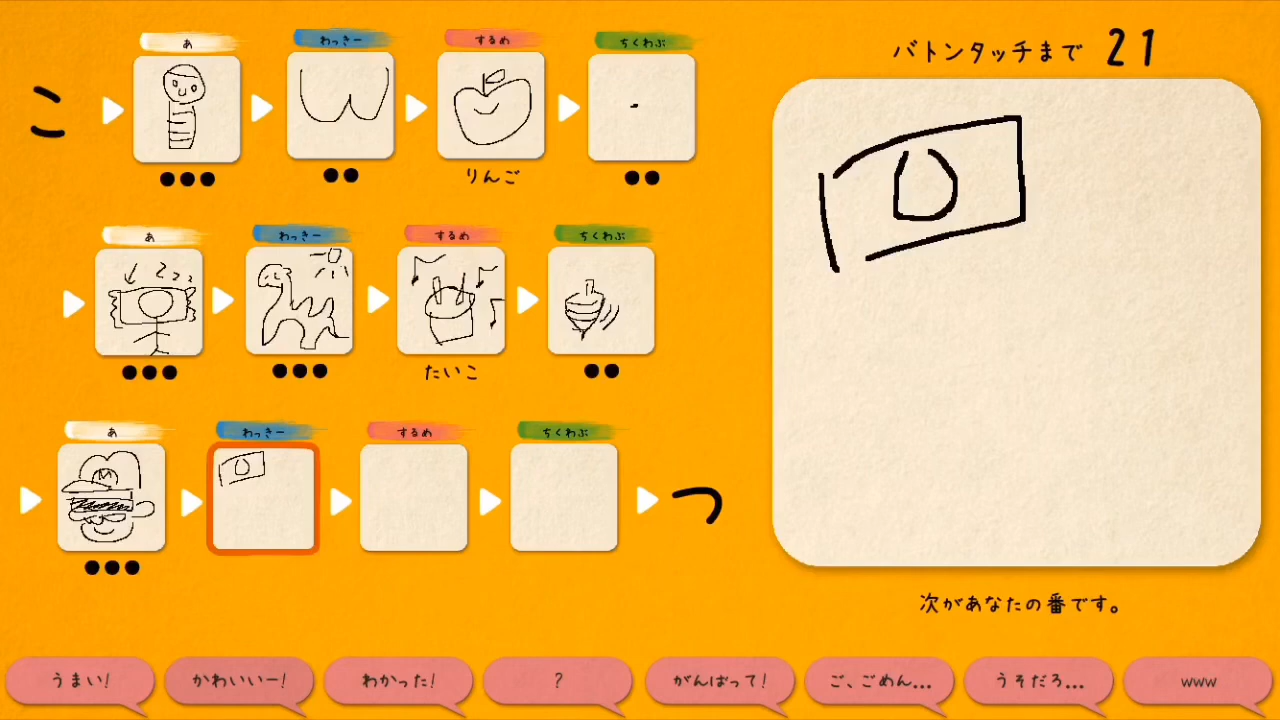 バトンタッチまで 21
あ わっきー するめ ちくわぶ
こ
●●● ●● りんご ●●
あ わっきー するめ ちくわぶ
Zzzz
●●● ●●● たいこ ●●
あ わっきー するめ ちくわぶ
M
つ
●●●
次があなたの番です。
うまい! かわいいー! わかった! ? がんばって! ご、ごめん... うそだろ... www